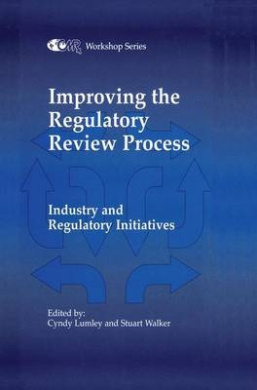 CMR Workshop Series
Improving the
Regulatory
Review Process
Industry and
Regulatory Initiatives
Edited by:
Cyndy Lumley and Stuart Walker